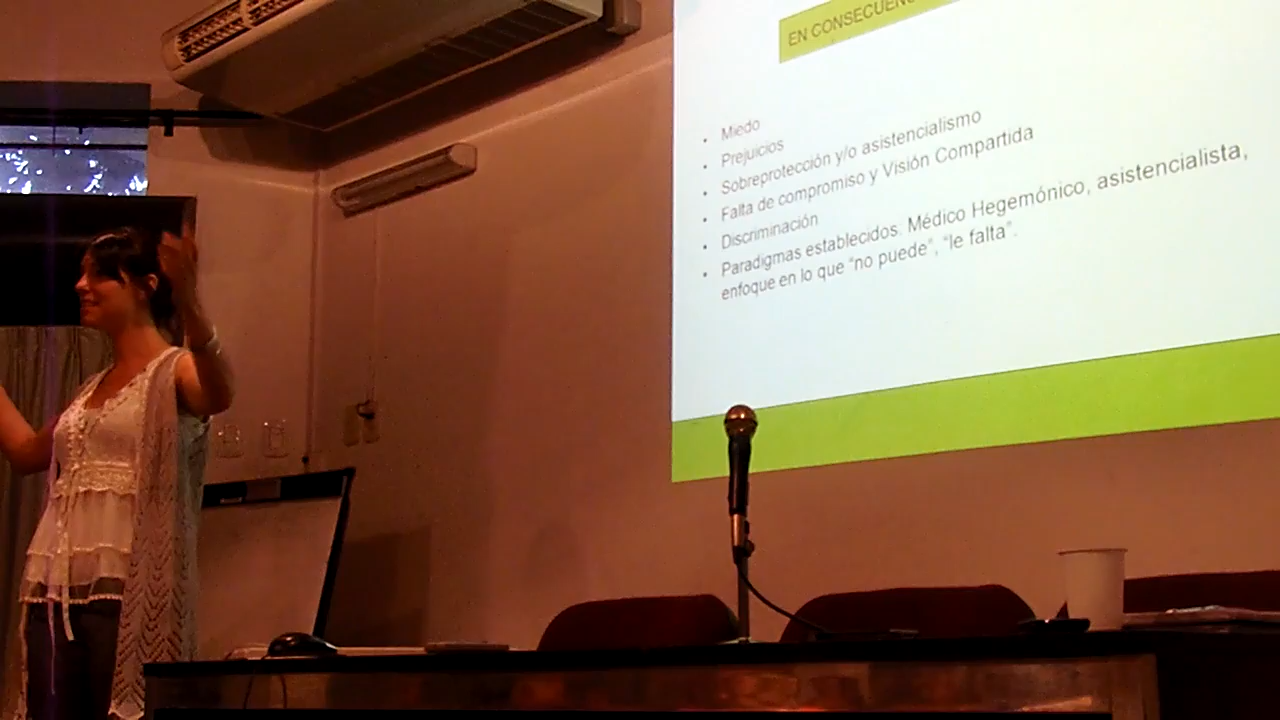 EN CONSECUEN
Miedo
Prejuicios
Sobreprotección y/o asistencialismo
Falta de compromiso y Visión Compartida
Discriminación
Paradigmas establecidos: Médico Hegemónico, asistencialista,
enfoque en lo que “no puede”, “le falta”.